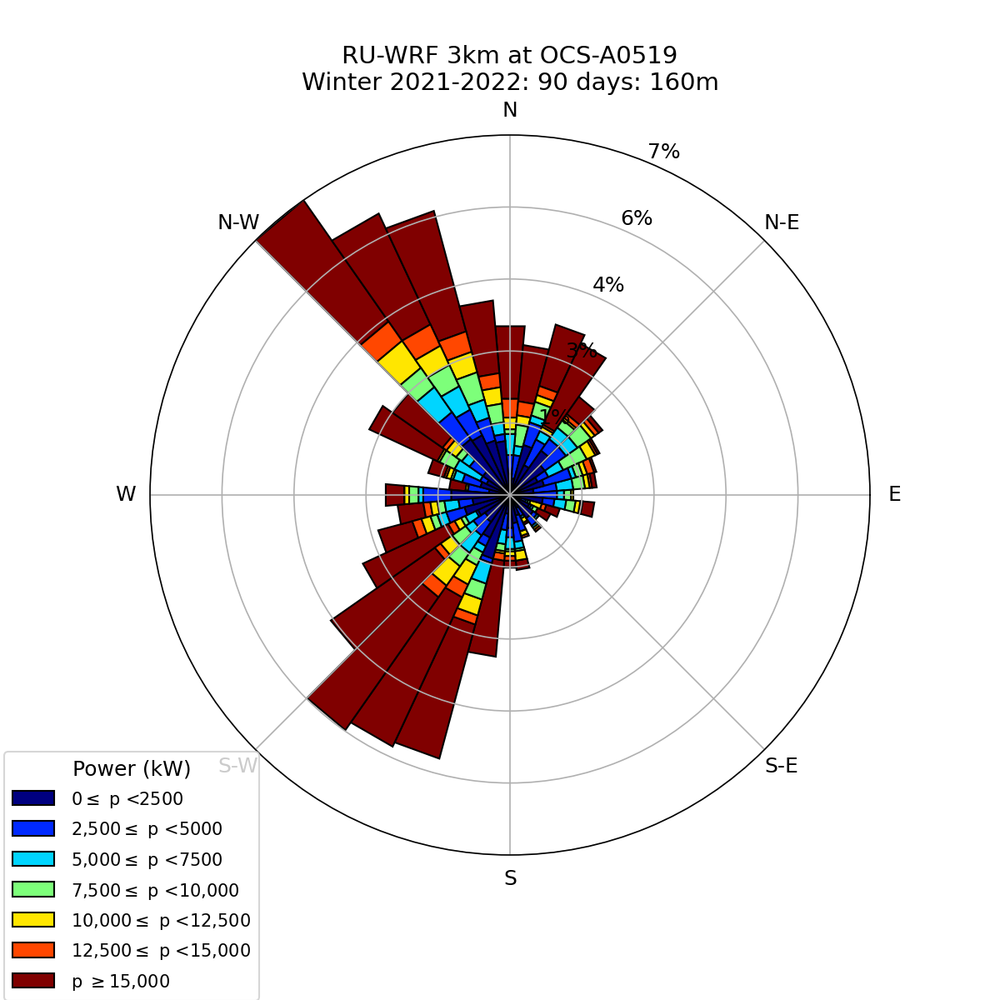 RU-WRF 3km at OCS-A0519
Winter 2021-2022: 90 days: 160m
N
7%
N-W
6%
N-E
4%
3%
1%
W
E
S-W
S-E
S
Power (kW)
0≤ p <2500
2,500≤ p <5000
5,000≤ p <7500
7,500≤ p <10,000
10,000≤ p <12,500
12,500≤ p <15,000
p ≥15,000